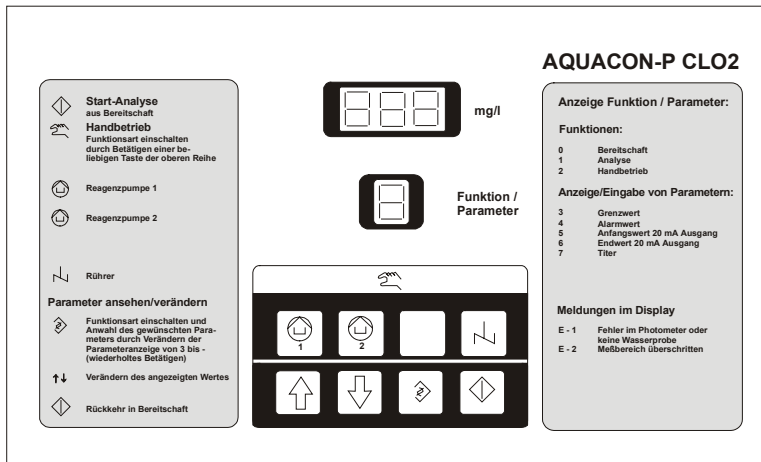 AQUACON-P CLO2
Start-Analyse
aus Bereitschaft
Handbetrieb
Funktionsart einschalten
durch Betätigen einer be-
liebigen Taste der oberen Reihe
Reagenzpumpe 1
Reagenzpumpe 2
Rührer
Parameter ansehen/verändern
Funktionsart einschalten und
Anwahl des gewünschten Para-
meters durch Verändern der
Parameteranzeige von 3 bis -
(wiederholtes Betätigen)
Verändern des angezeigten Wertes
Rückkehr in Bereitschaft
mg/l
Funktion /
Parameter
1
2
Anzeige Funktion / Parameter:
Funktionen:
0 Bereitschaft
1 Analyse
2 Handbetrieb
Anzeige/Eingabe von Parametern:
3 Grenzwert
4 Alarmwert
5 Anfangswert 20 mA Ausgang
6 Endwert 20 mA Ausgang
7 Titer
Meldungen im Display
E - 1 Fehler im Photometer oder
keine Wasserprobe
E - 2 Meßbereich überschritten